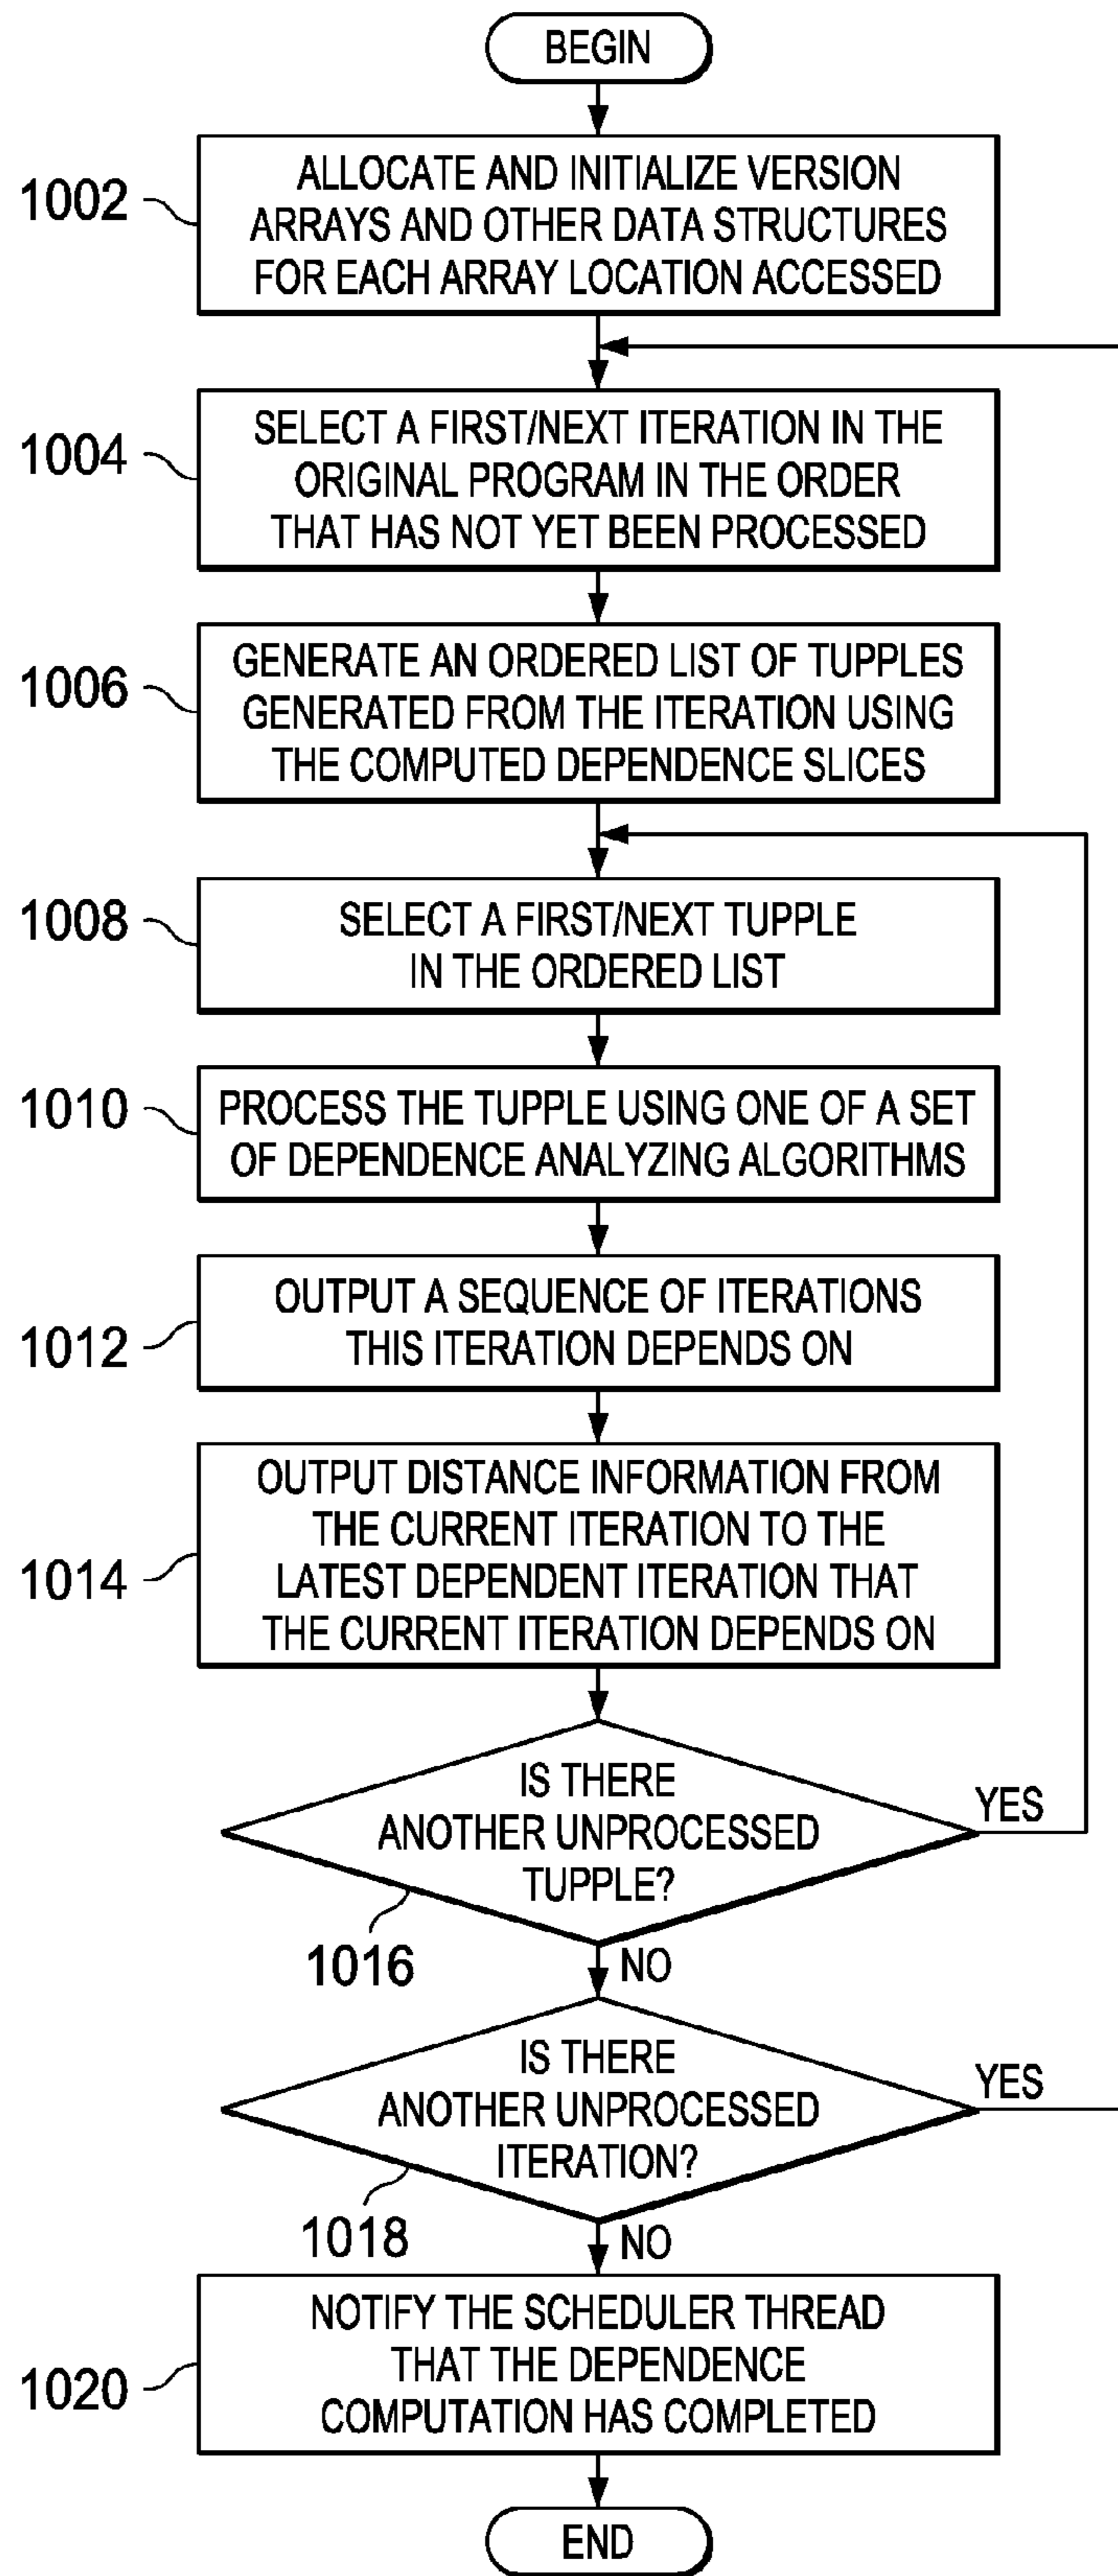 BEGIN
1002
ALLOCATE AND INITIALIZE VERSION
ARRAYS AND OTHER DATA STRUCTURES
FOR EACH ARRAY LOCATION ACCESSED
1004
SELECT A FIRST/NEXT ITERATION IN THE
ORIGINAL PROGRAM IN THE ORDER
THAT HAS NOT YET BEEN PROCESSED
1006
GENERATE AN ORDERED LIST OF TUPPLES
GENERATED FROM THE ITERATION USING
THE COMPUTED DEPENDENCE SLICES
1008
SELECT A FIRST/NEXT TUPPLE
IN THE ORDERED LIST
1010
PROCESS THE TUPPLE USING ONE OF A SET
OF DEPENDENCE ANALYZING ALGORITHMS
1012
OUTPUT A SEQUENCE OF ITERATIONS
THIS ITERATION DEPENDS ON
1014
OUTPUT DISTANCE INFORMATION FROM
THE CURRENT ITERATION TO THE
LATEST DEPENDENT ITERATION THAT
THE CURRENT ITERATION DEPENDS ON
IS THERE
ANOTHER UNPROCESSED
TUPPLE?
YES
1016
NO
IS THERE
ANOTHER UNPROCESSED
ITERATION?
YES
1018
NO
1020
NOTIFY THE SCHEDULER THREAD
THAT THE DEPENDENCE
COMPUTATION HAS COMPLETED
END